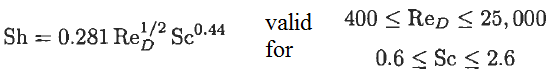 Sh = 0.281 Re_D^{1/2} Sc^{0.44} valid for 400 ≤ Re_D ≤ 25,000
0.6 ≤ Sc ≤ 2.6